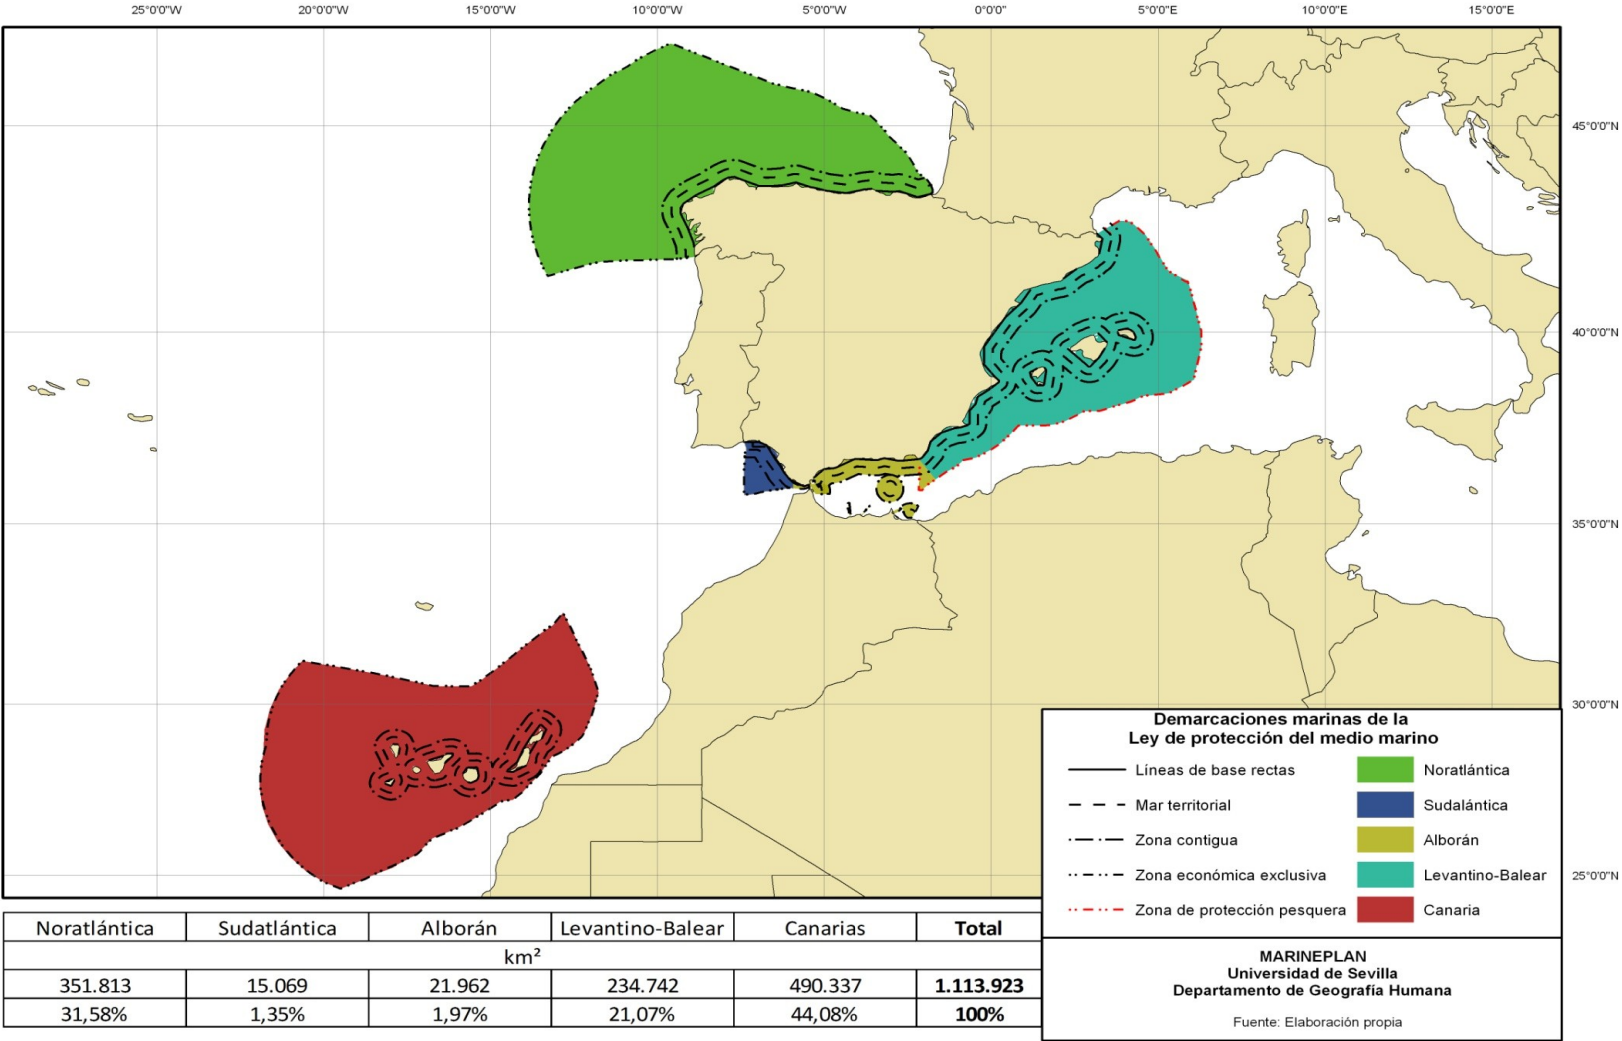 25°0'0"W 20°0'0"W 15°0'0"W 10°0'0"W 5°0'0"W 0°0'0" 5°0'0"E 10°0'0"E 15°0'0"E
45°0'0"N
40°0'0"N
35°0'0"N
30°0'0"N
25°0'0"N
Demarcaciones marinas de la
Ley de protección del medio marino
Líneas de base rectas
Mar territorial
Zona contigua
Zona económica exclusiva
Zona de protección pesquera
Noratlántica
Sudalántica
Alborán
Levantino-Balear
Canaria
Noratlántica Sudatlántica Alborán Levantino-Balear Canarias Total
km²
351.813 15.069 21.962 234.742 490.337 1.113.923
31,58% 1,35% 1,97% 21,07% 44,08% 100%
MARINEPLAN
Universidad de Sevilla
Departamento de Geografía Humana
Fuente: Elaboración propia